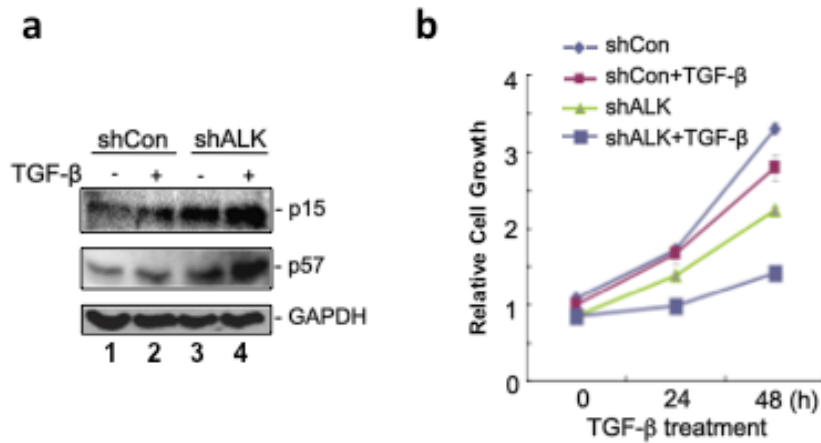 a
shCon shALK
TGF-β - + - +
- p15
- p57
- GAPDH
1 2 3 4
b
shCon
shCon+TGF-β
shALK
shALK+TGF-β
Relative Cell Growth
4
3
2
1
0
0 24 48 (h)
TGF-β treatment